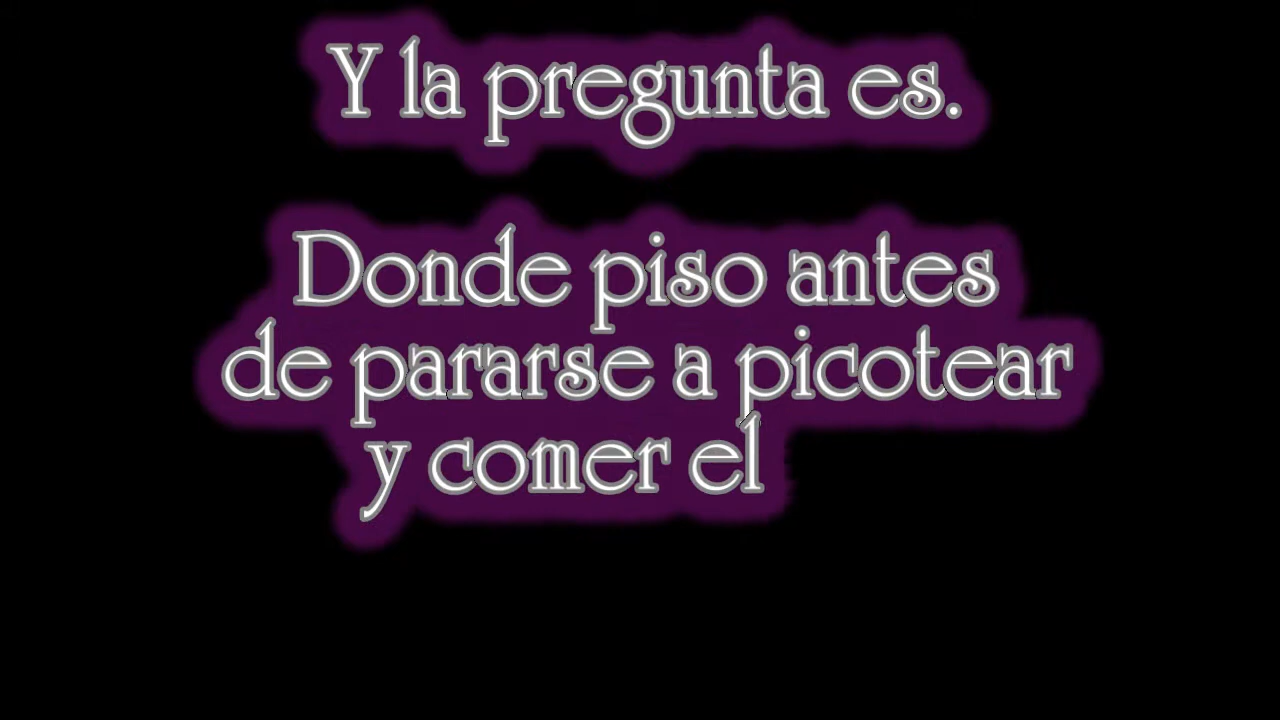 Y la pregunta es.
Donde piso antes
de pararse a picotear
y comer el